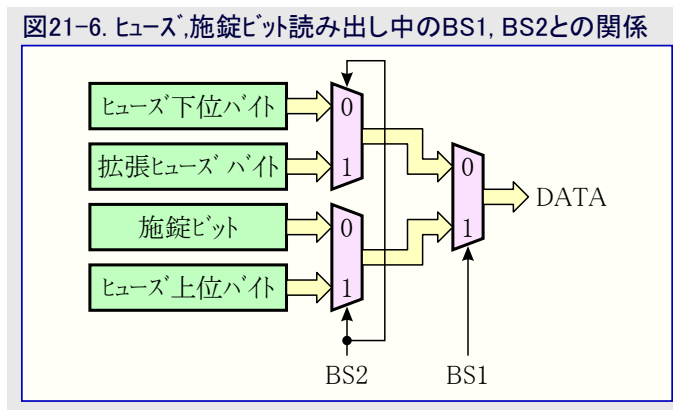 図21-6. ヒューズ,施錠ビット読み出し中のBS1, BS2との関係
ヒューズ下位バイト
0
拡張ヒューズ バイト
1
0
DATA
施錠ビット
0
1
ヒューズ上位バイト
1
BS2
BS1